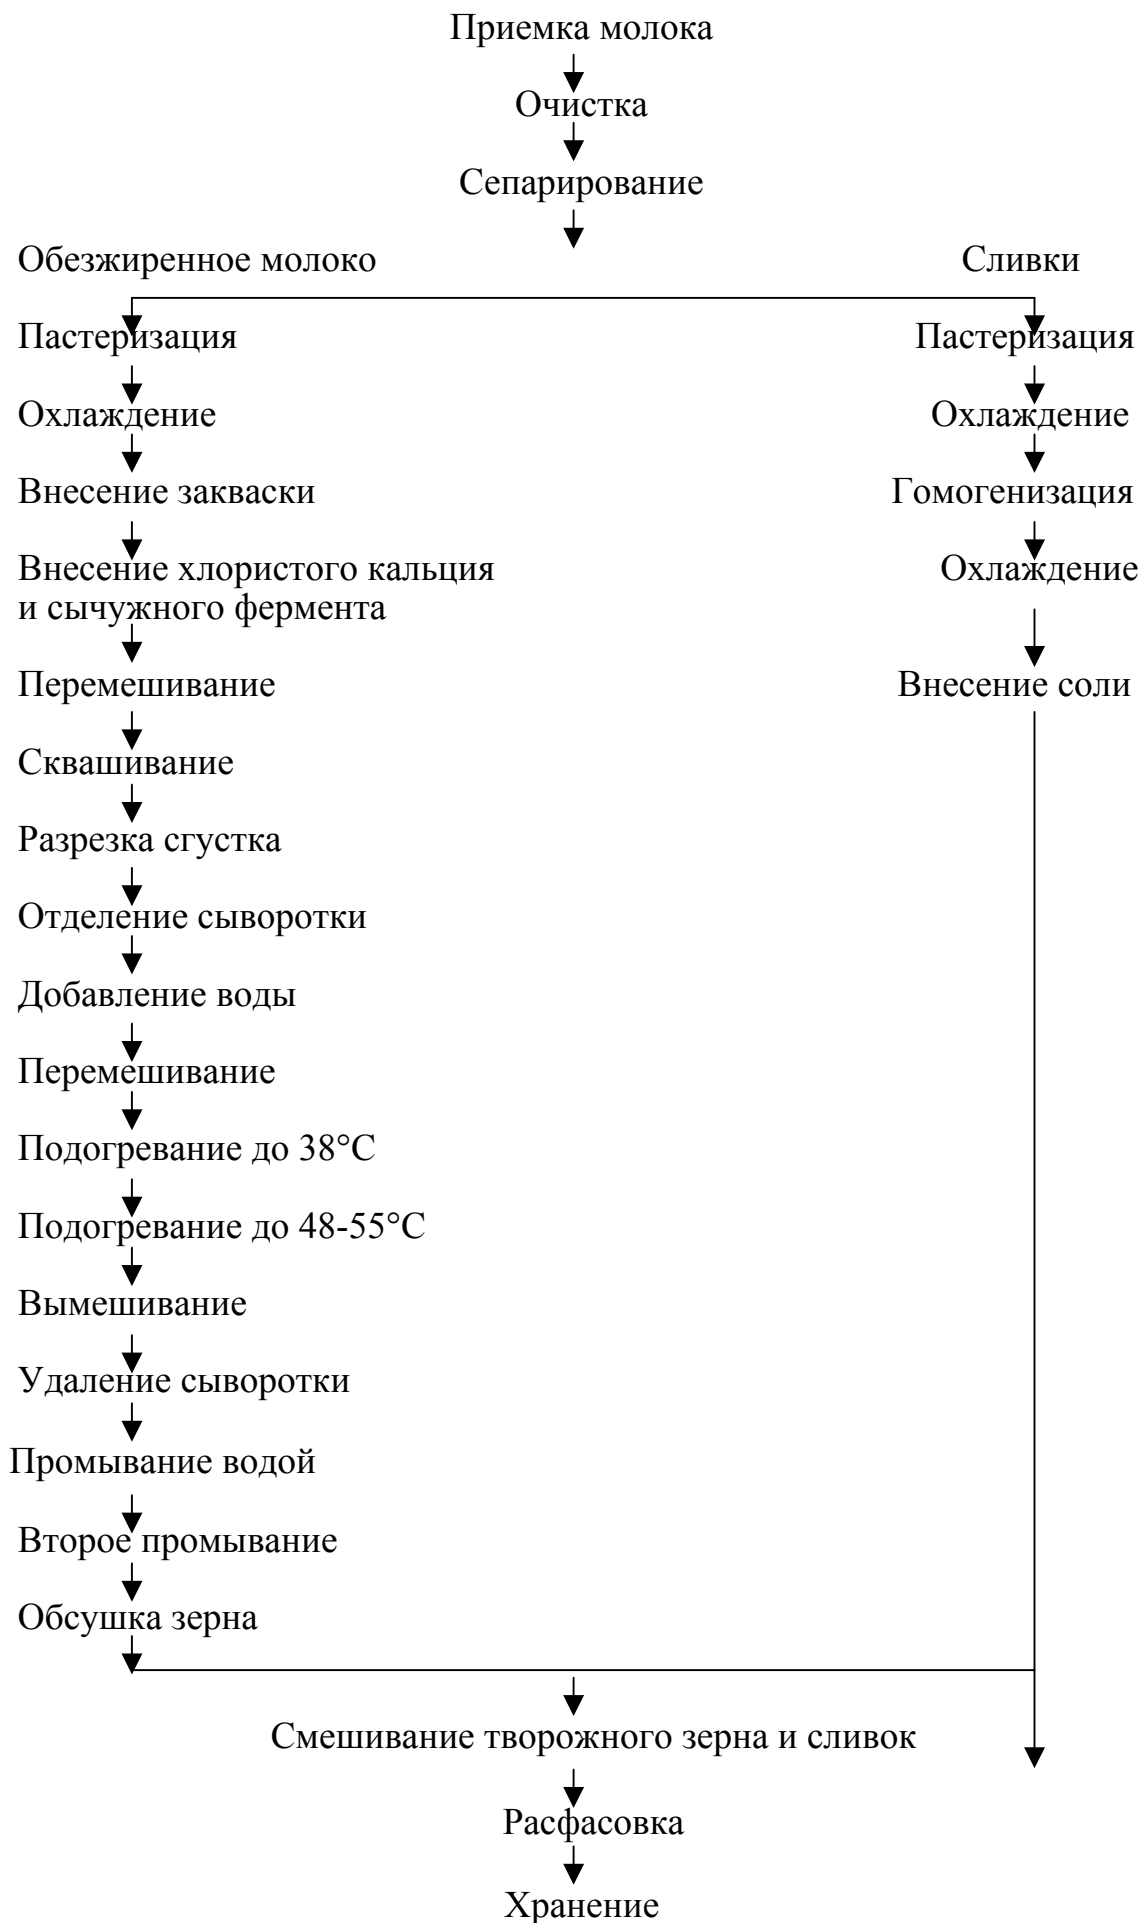 Приемка молока
Очистка
Сепарирование
Обезжиренное молоко
Сливки
Пастеризация
Пастеризация
Охлаждение
Охлаждение
Внесение закваски
Гомогенизация
Внесение хлористого кальция
и сычужного фермента
Охлаждение
Перемешивание
Внесение соли
Сквашивание
Разрезка сгустка
Отделение сыворотки
Добавление воды
Перемешивание
Подогревание до 38°С
Подогревание до 48-55°С
Вымешивание
Удаление сыворотки
Промывание водой
Второе промывание
Обсушка зерна
Смешивание творожного зерна и сливок
Расфасовка
Хранение